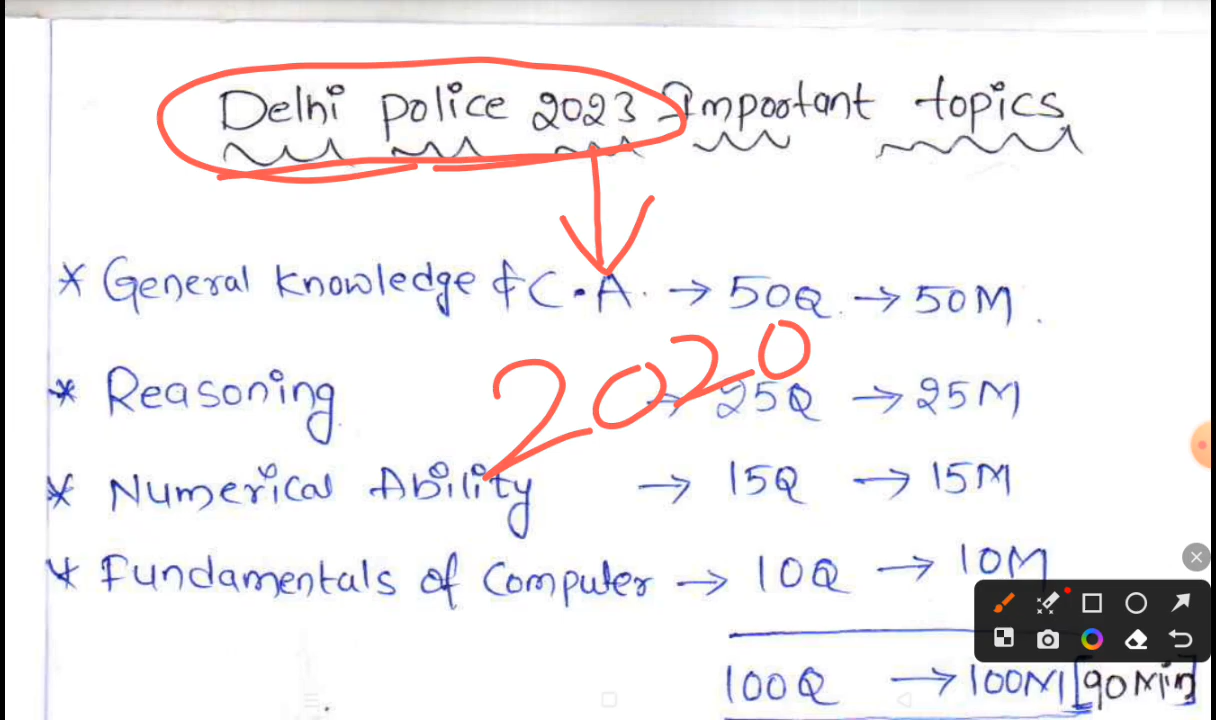 Delhi police 2023 Important topics
* General knowledge & C.A. → 50Q. → 50M.
* Reasoning → 25Q → 25M
2020
* Numerical Ability → 15Q → 15M
* Fundamentals of Computer → 10Q → 10M
100Q → 100M [90Min]